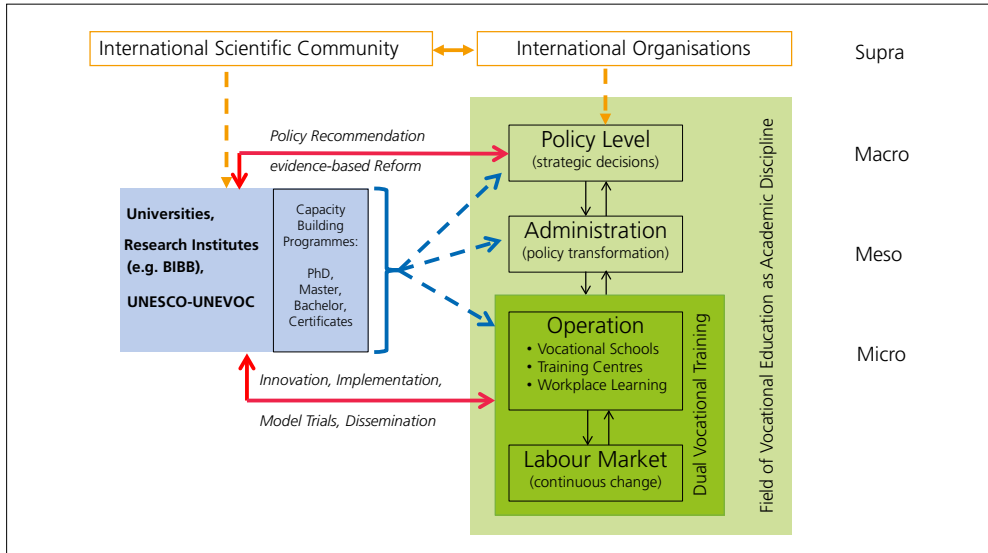 International Scientific Community
International Organisations
Supra
Policy Recommendation
evidence-based Reform
Policy Level
(strategic decisions)
Macro
Universities,
Research Institutes
(e.g. BIBB),
UNESCO-UNEVOC
Capacity
Building
Programmes:
PhD,
Master,
Bachelor,
Certificates
Administration
(policy transformation)
Meso
Operation
• Vocational Schools
• Training Centres
• Workplace Learning
Micro
Innovation, Implementation,
Model Trials, Dissemination
Labour Market
(continuous change)
Dual Vocational Training
Field of Vocational Education as Academic Discipline